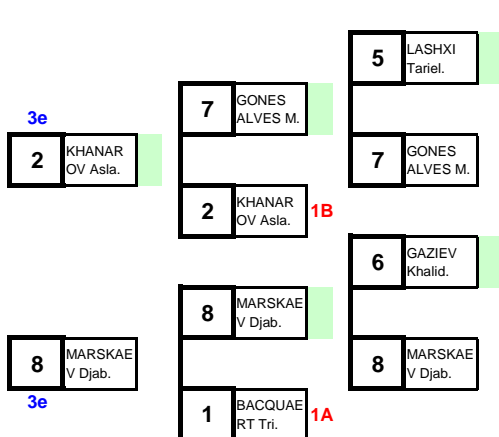 5 LASHXI
Tariel.
7 GONES
ALVES M.
3e
2 KHANAR
OV Asla.
7 GONES
ALVES M.
2 KHANAR
OV Asla.
1B
6 GAZIEV
Khalid.
8 MARSKAE
V Djab.
8 MARSKAE
V Djab.
3e
8 MARSKAE
V Djab.
1 BACQUAE
RT Tri.
1A